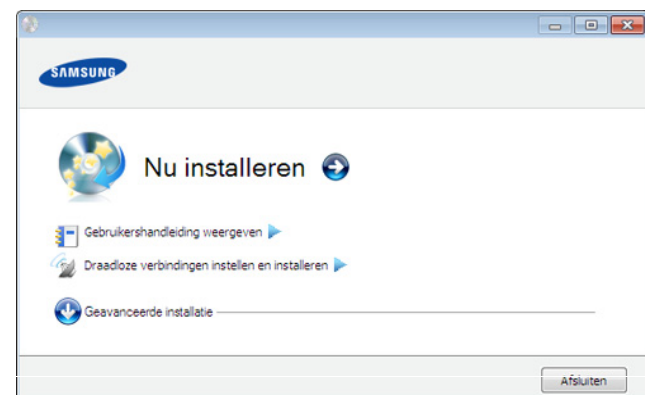 SAMSUNG
Nu installeren
Gebruikershandleiding weergeven
Draadloze verbindingen instellen en installeren
Geavanceerde installatie
Afsluiten